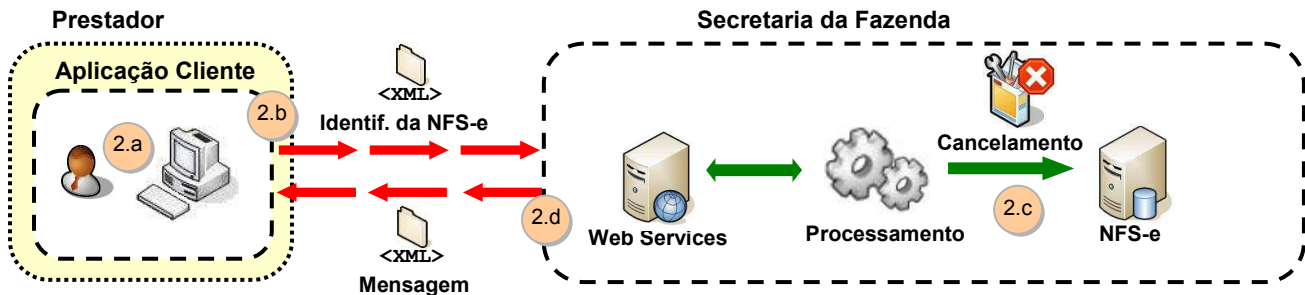 Prestador
Secretaria da Fazenda
Aplicação Cliente
2.a
2.b
<XML>
Identif. da NFS-e
<XML>
Mensagem
2.d
Web Services
Processamento
Cancelamento
2.c
NFS-e